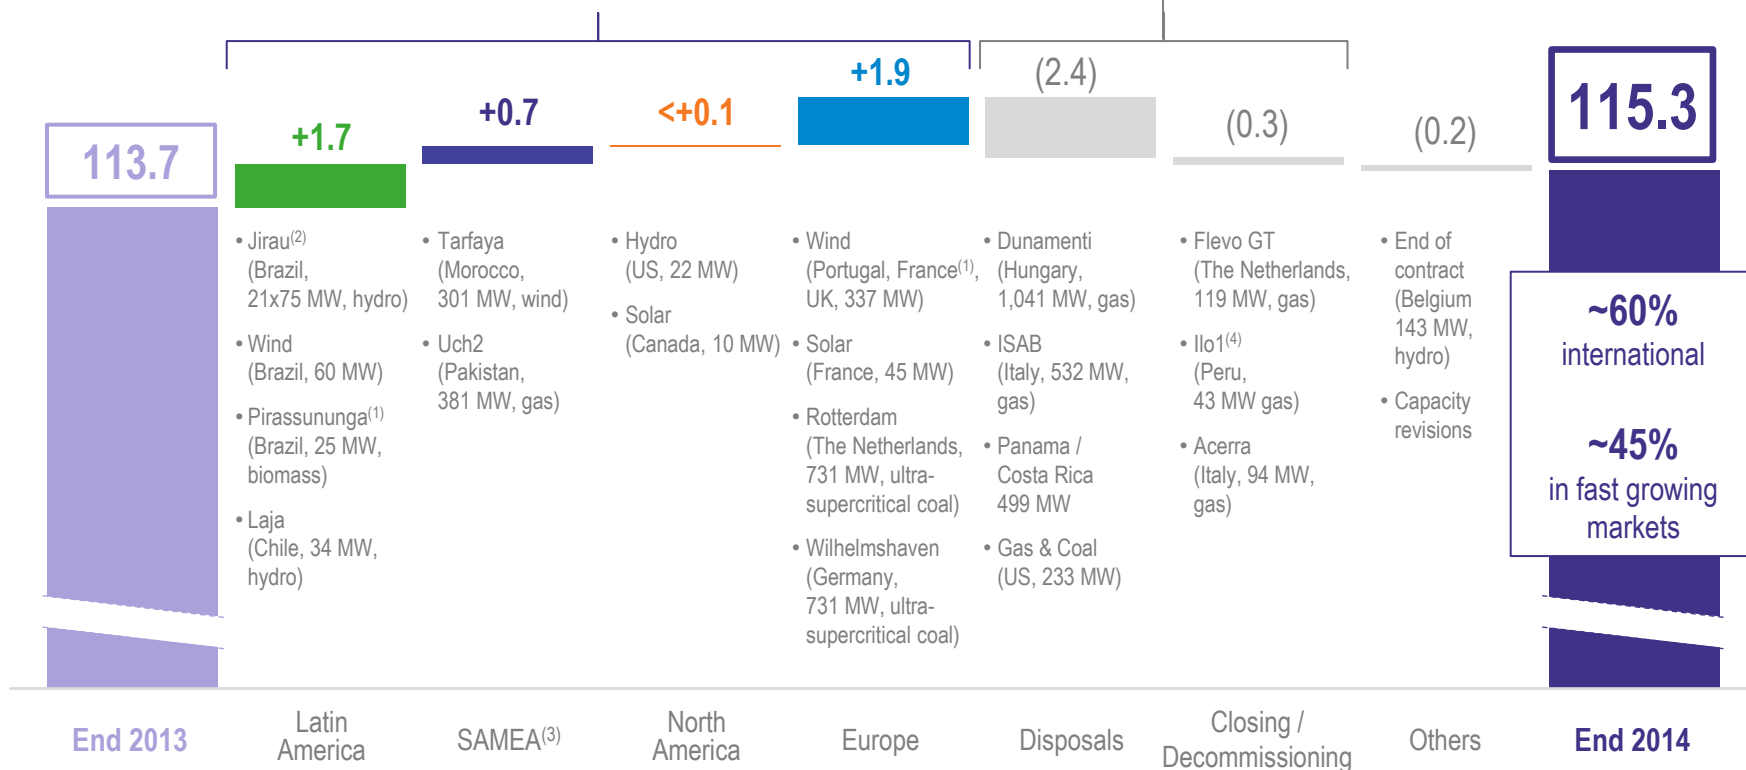 113.7
+1.7
+0.7
<+0.1
+1.9
(2.4)
(0.3)
(0.2)
115.3
• Jirau(2)
(Brazil,
21x75 MW, hydro)
• Wind
(Brazil, 60 MW)
• Pirassununga(1)
(Brazil, 25 MW,
biomass)
• Laja
(Chile, 34 MW,
hydro)
• Tarfaya
(Morocco,
301 MW, wind)
• Uch2
(Pakistan,
381 MW, gas)
• Hydro
(US, 22 MW)
• Solar
(Canada, 10 MW)
• Wind
(Portugal, France(1),
UK, 337 MW)
• Solar
(France, 45 MW)
• Rotterdam
(The Netherlands,
731 MW, ultra-
supercritical coal)
• Wilhelmshaven
(Germany,
731 MW, ultra-
supercritical coal)
• Dunamenti
(Hungary,
1,041 MW, gas)
• ISAB
(Italy, 532 MW,
gas)
• Panama /
Costa Rica
499 MW
• Gas & Coal
(US, 233 MW)
• Flevo GT
(The Netherlands,
119 MW, gas)
• Ilo1(4)
(Peru,
43 MW gas)
• Acerra
(Italy, 94 MW,
gas)
• End of
contract
(Belgium
143 MW,
hydro)
• Capacity
revisions
~60%
international
~45%
in fast growing
markets
End 2013
Latin
America
SAMEA(3)
North
America
Europe
Disposals
Closing /
Decommissioning
Others
End 2014